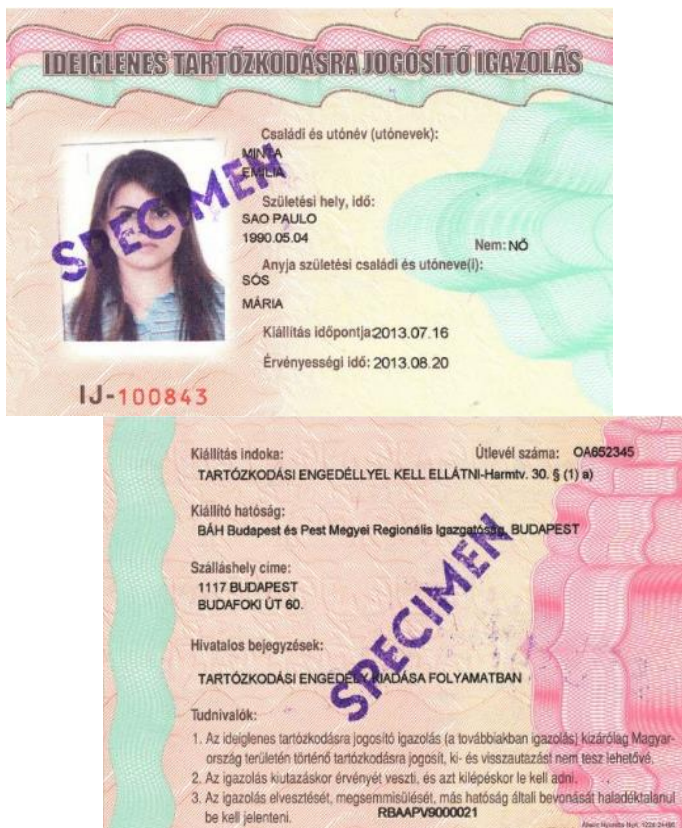 IDEIGLENES TARTÓZKODÁSRA JOGOSÍTÓ IGAZOLÁS
Családi és utónév (utónevek):
MINTA
EMILIA
SPECIMEN
Születési hely, idő:
SAO PAULO
1990.05.04
Nem: NŐ
Anyja születési családi és utóneve(i):
SÓS
MÁRIA
Kiállítás időpontja:2013.07.16
Érvényességi idő: 2013.08.20
IJ-100843
Kiállítás indoka: Útlevél száma: OA652345
TARTÓZKODÁSI ENGEDÉLLYEL KELL ELLÁTNI-Harmtv. 30. § (1) a)
Kiállító hatóság:
BÁH Budapest és Pest Megyei Regionális Igazgatóság, BUDAPEST
Szálláshely címe:
1117 BUDAPEST
BUDAFOKI ÚT 60.
SPECIMEN
Hivatalos bejegyzések:
TARTÓZKODÁSI ENGEDÉLY KIADÁSA FOLYAMATBAN
Tudnivalók:
1. Az ideiglenes tartózkodásra jogosító igazolás (a továbbiakban igazolás) kizárólag Magyar-
ország területén történő tartózkodásra jogosít, ki- és visszautazást nem tesz lehetővé.
2. Az igazolás kiutazáskor érvényét veszti, és azt kilépéskor le kell adni.
3. Az igazolás elvesztését, megsemmisülését, más hatóság általi bevonását haladéktalanul
be kell jelenteni.
RBAAPV9000021